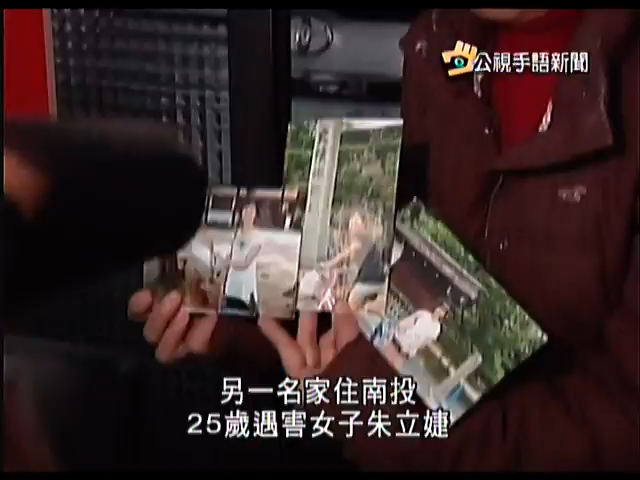 公視手語新聞
另一名家住南投
25歲遇害女子朱立婕